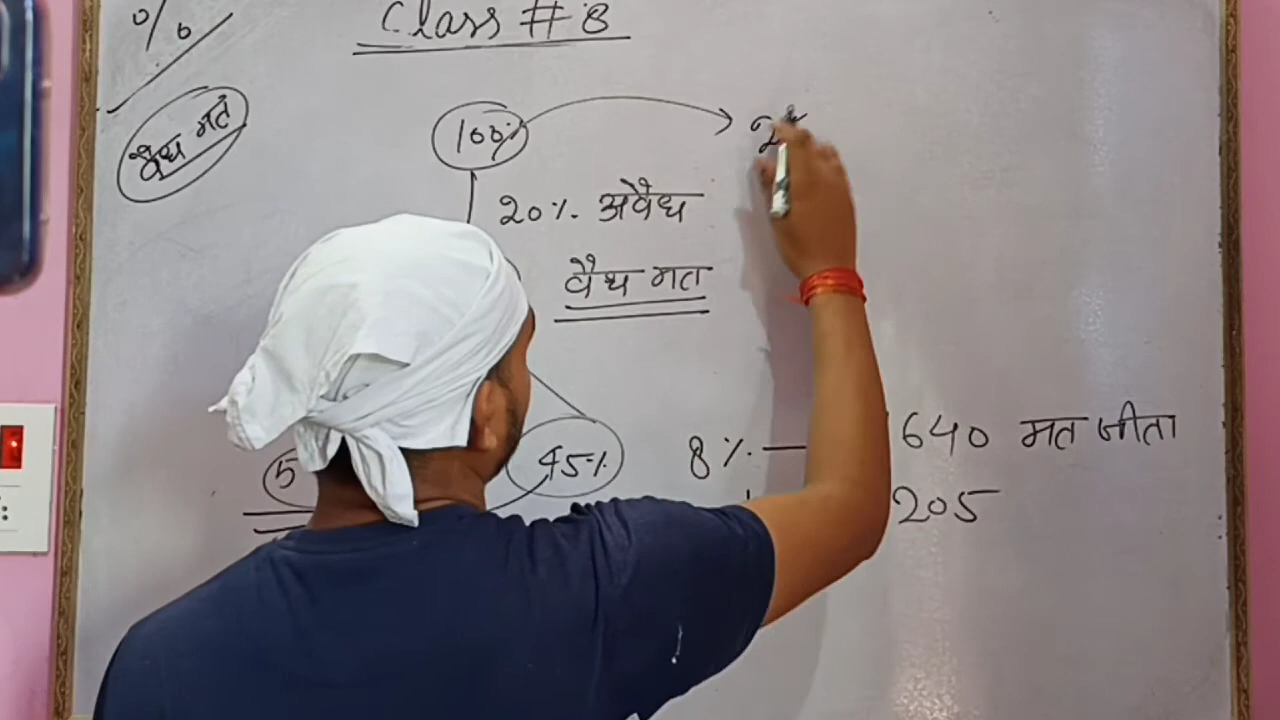 %
Class # 8
वैध मत
100%
20% अवैध
वैध मत
45%
8% — 640 मत जीता
205